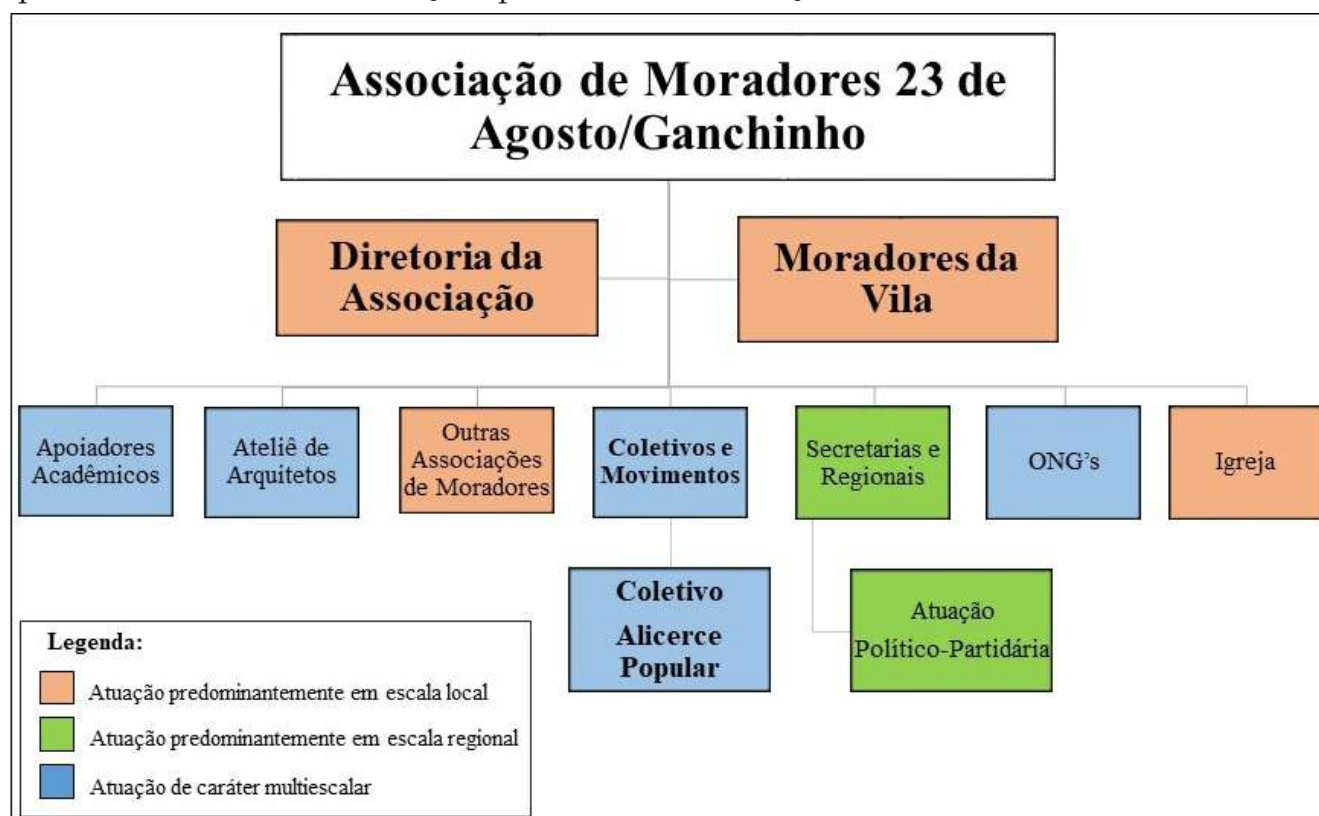 Associação de Moradores 23 de
Agosto/Ganchinho
Diretoria da
Associação
Moradores da
Vila
Apoiadores
Acadêmicos
Ateliê de
Arquitetos
Outras
Associações
de Moradores
Coletivos e
Movimentos
Secretarias e
Regionais
ONG's
Igreja
Coletivo
Alicerce
Popular
Atuação
Político-Partidária
Legenda:
Atuação predominantemente em escala local
Atuação predominantemente em escala regional
Atuação de caráter multiescalar